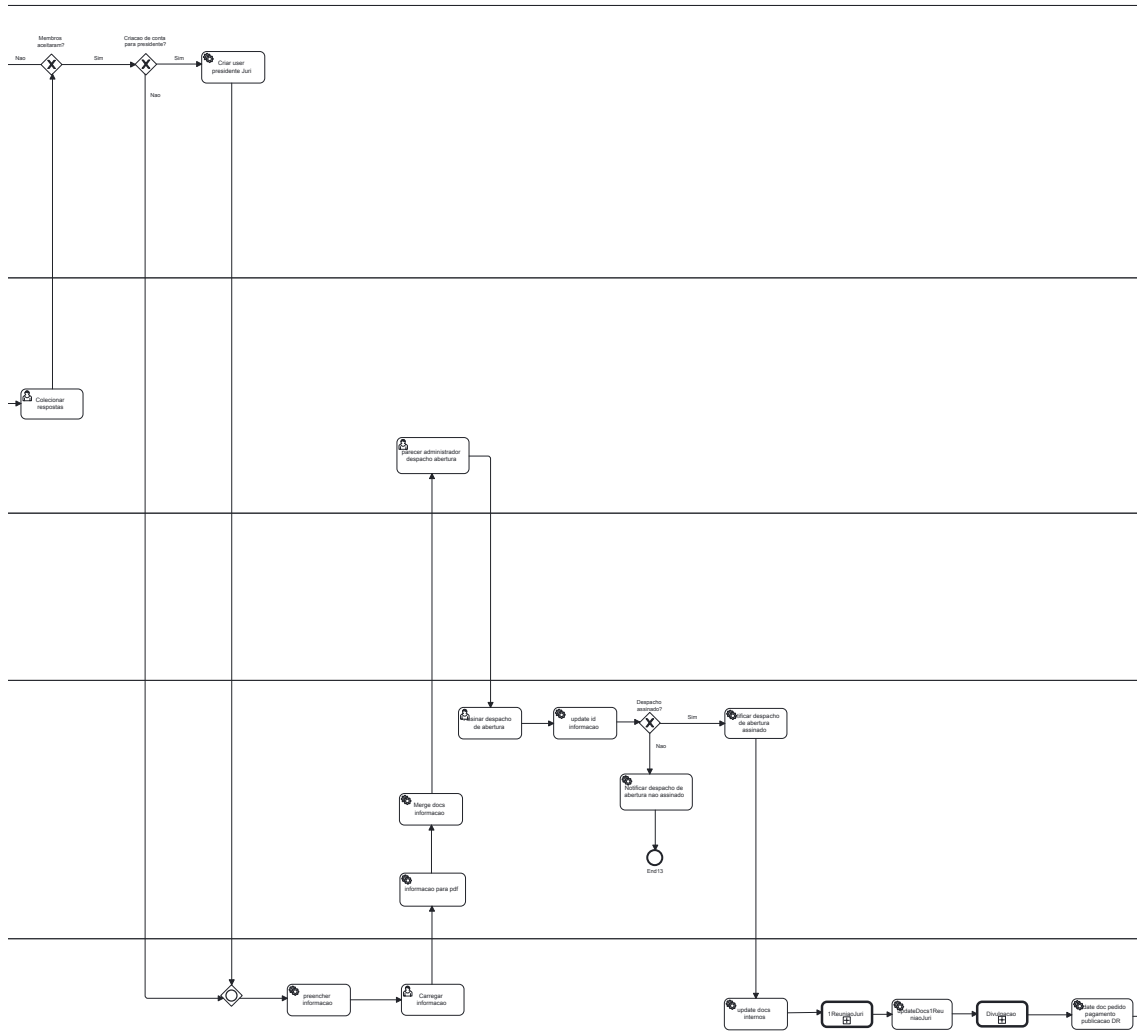 Membros
aceitaram?
Criacao de conta
para presidente?
Nao
Sim
Sim
Criar user
presidente Juri
Nao
Colecionar
respostas
parecer administrador
despacho abertura
Despacho
assinado?
sinar despacho
de abertura
update id
informacao
Sim
tificar despacho
de abertura
assinado
Nao
Notificar despacho de
abertura nao assinado
Merge docs
informacao
End13
informacao para pdf
preencher
informacao
Carregar
informacao
update docs
internos
1ReuniaoJuri
updateDocs1Reu
niaoJuri
Divulgacao
date doc pedido
pagamento
publicacao DR